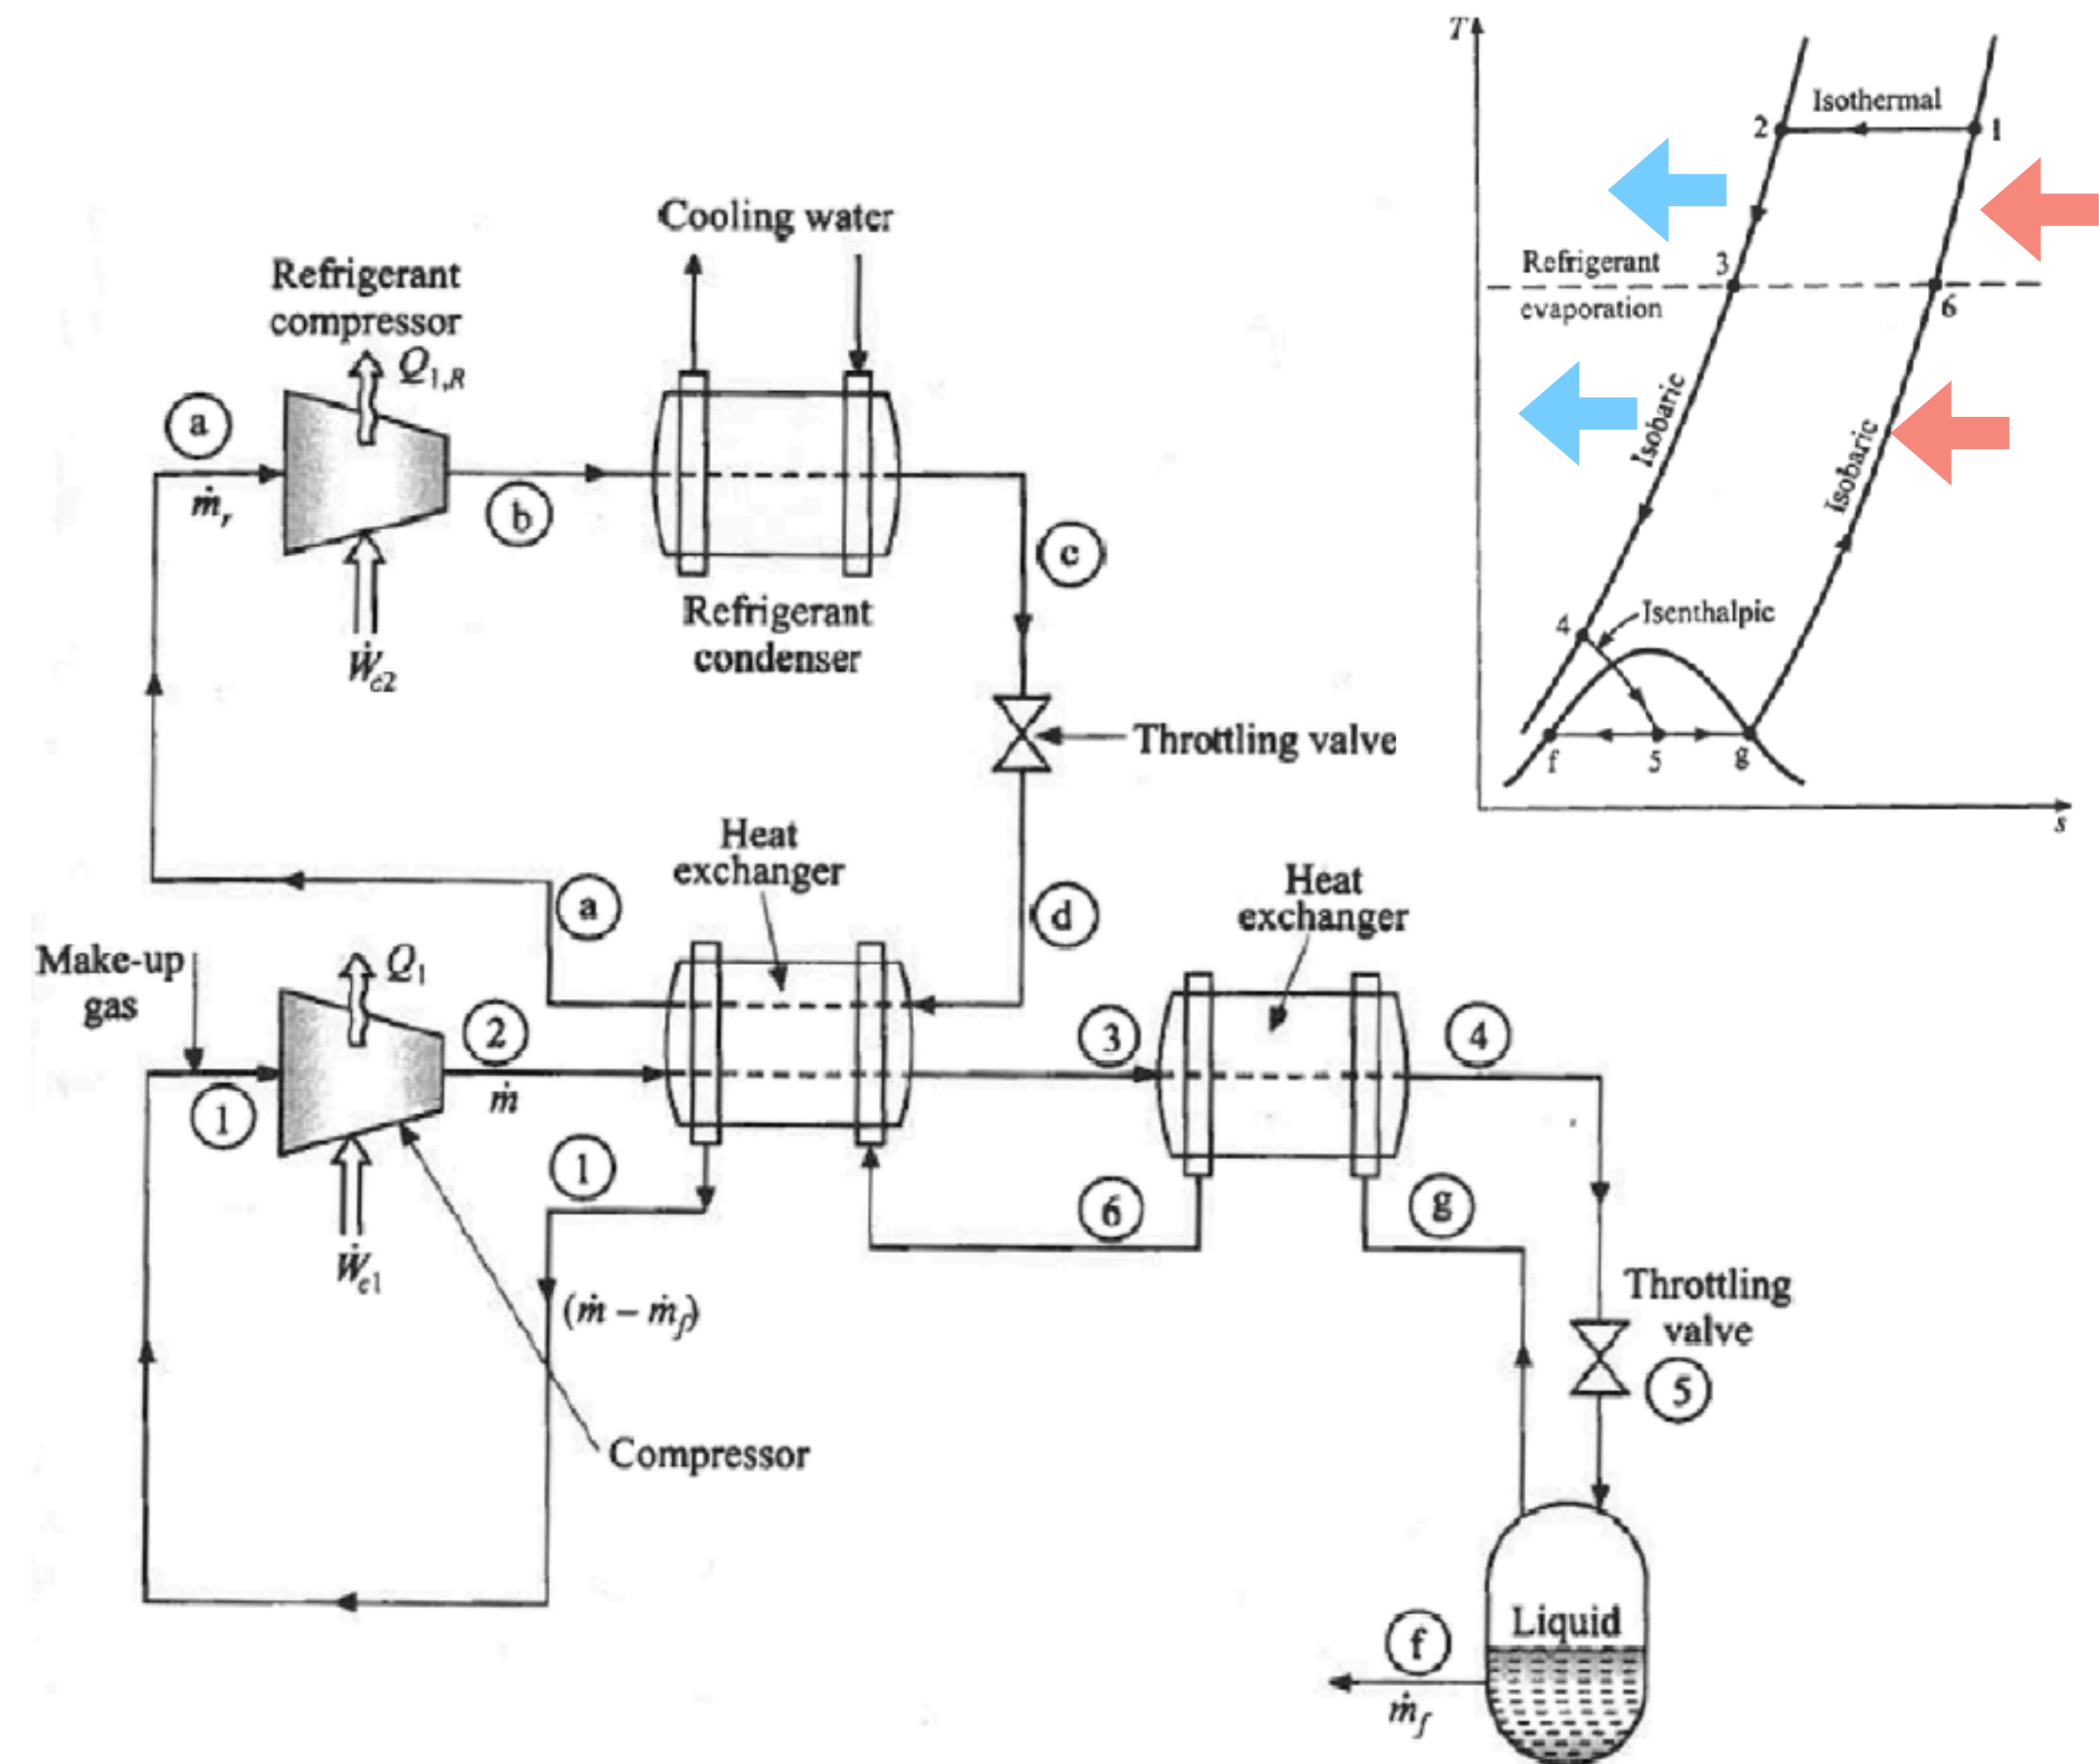 T
Isothermal
2
1
Refrigerant
3
evaporation
6
Isobaric
Isobaric
4
Isenthalpic
f
5
g
s
Cooling water
Refrigerant
compressor
Q1,R
a
ṁr
b
Ẇc2
Refrigerant
condenser
c
Throttling valve
Heat
exchanger
a
d
Heat
exchanger
Make-up
gas
Q1
2
ṁ
1
3
4
1
6
g
Ẇc1
(ṁ – ṁf)
Throttling
valve
5
Compressor
Liquid
f
ṁf